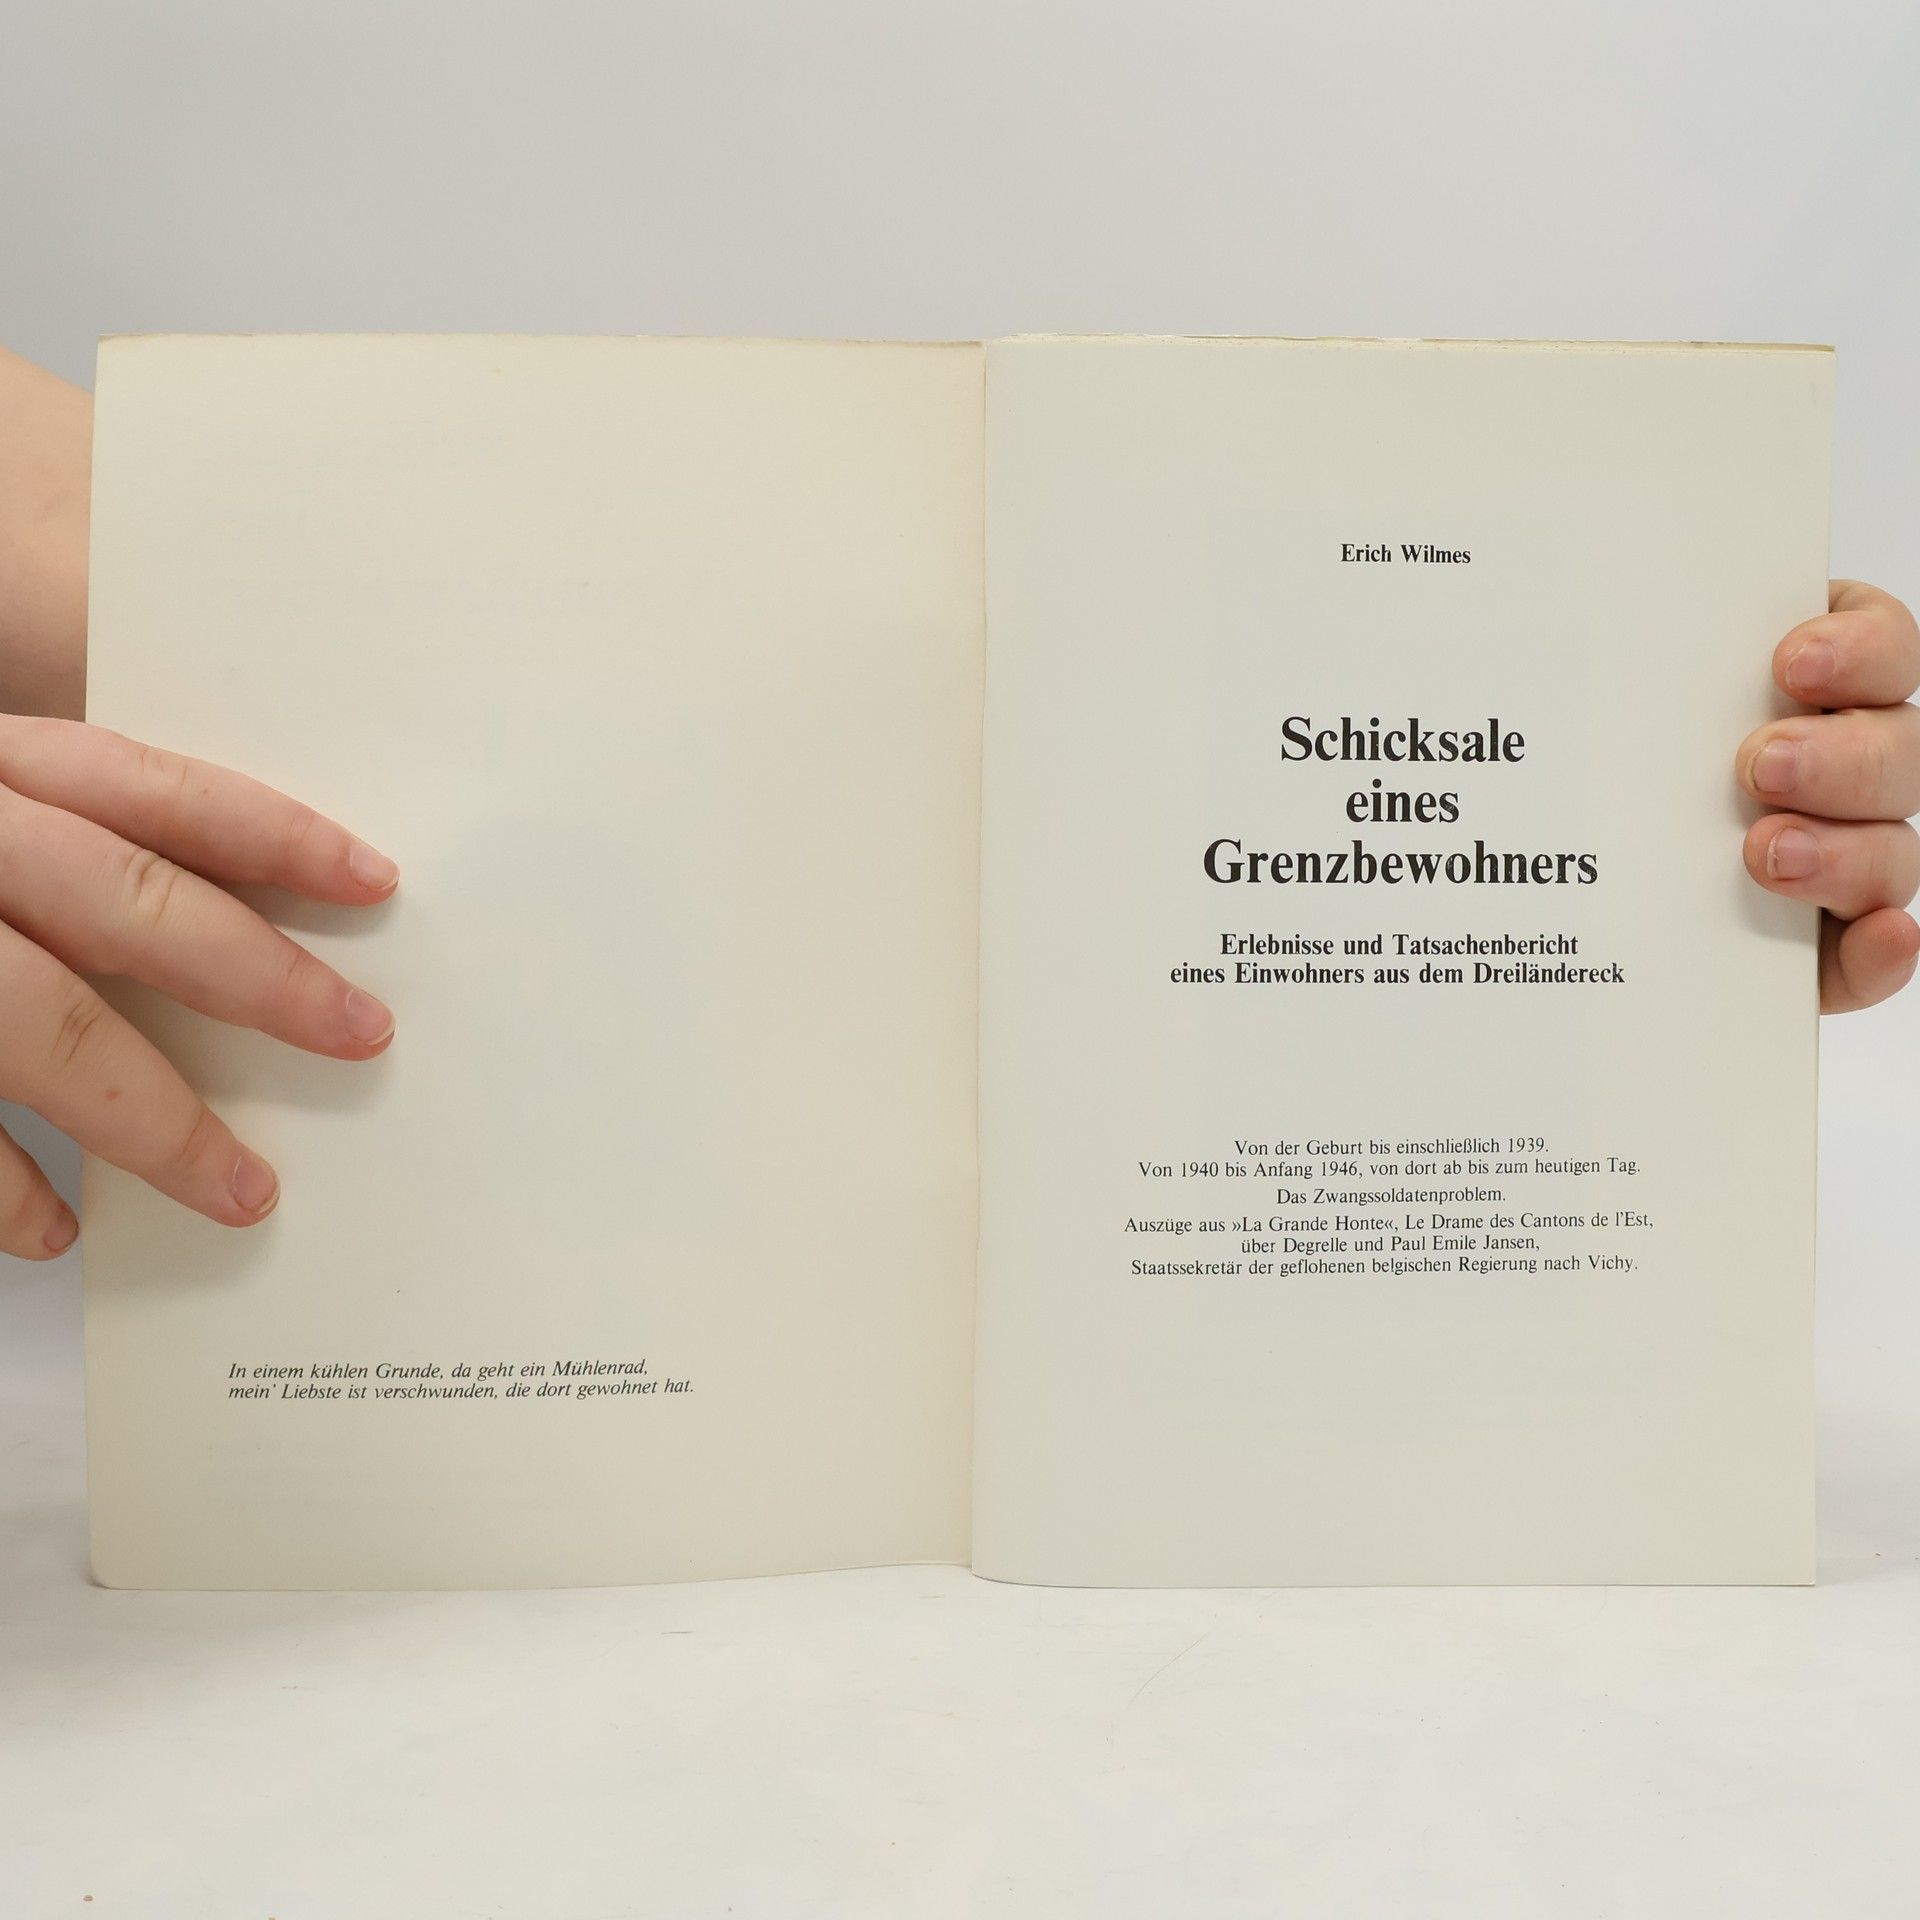 In einem kühlen Grunde, da geht ein Mühlenrad,
mein' Liebste ist verschwunden, die dort gewohnet hat.
Erich Wilmes
Schicksale
eines
Grenzbewohners
Erlebnisse und Tatsachenbericht
eines Einwohners aus dem Dreiländereck
Von der Geburt bis einschließlich 1939.
Von 1940 bis Anfang 1946, von dort ab bis zum heutigen Tag.
Das Zwangssoldatenproblem.
Auszüge aus »La Grande Honte«, Le Drame des Cantons de l'Est,
über Degrelle und Paul Emile Jansen,
Staatssekretär der geflohenen belgischen Regierung nach Vichy.